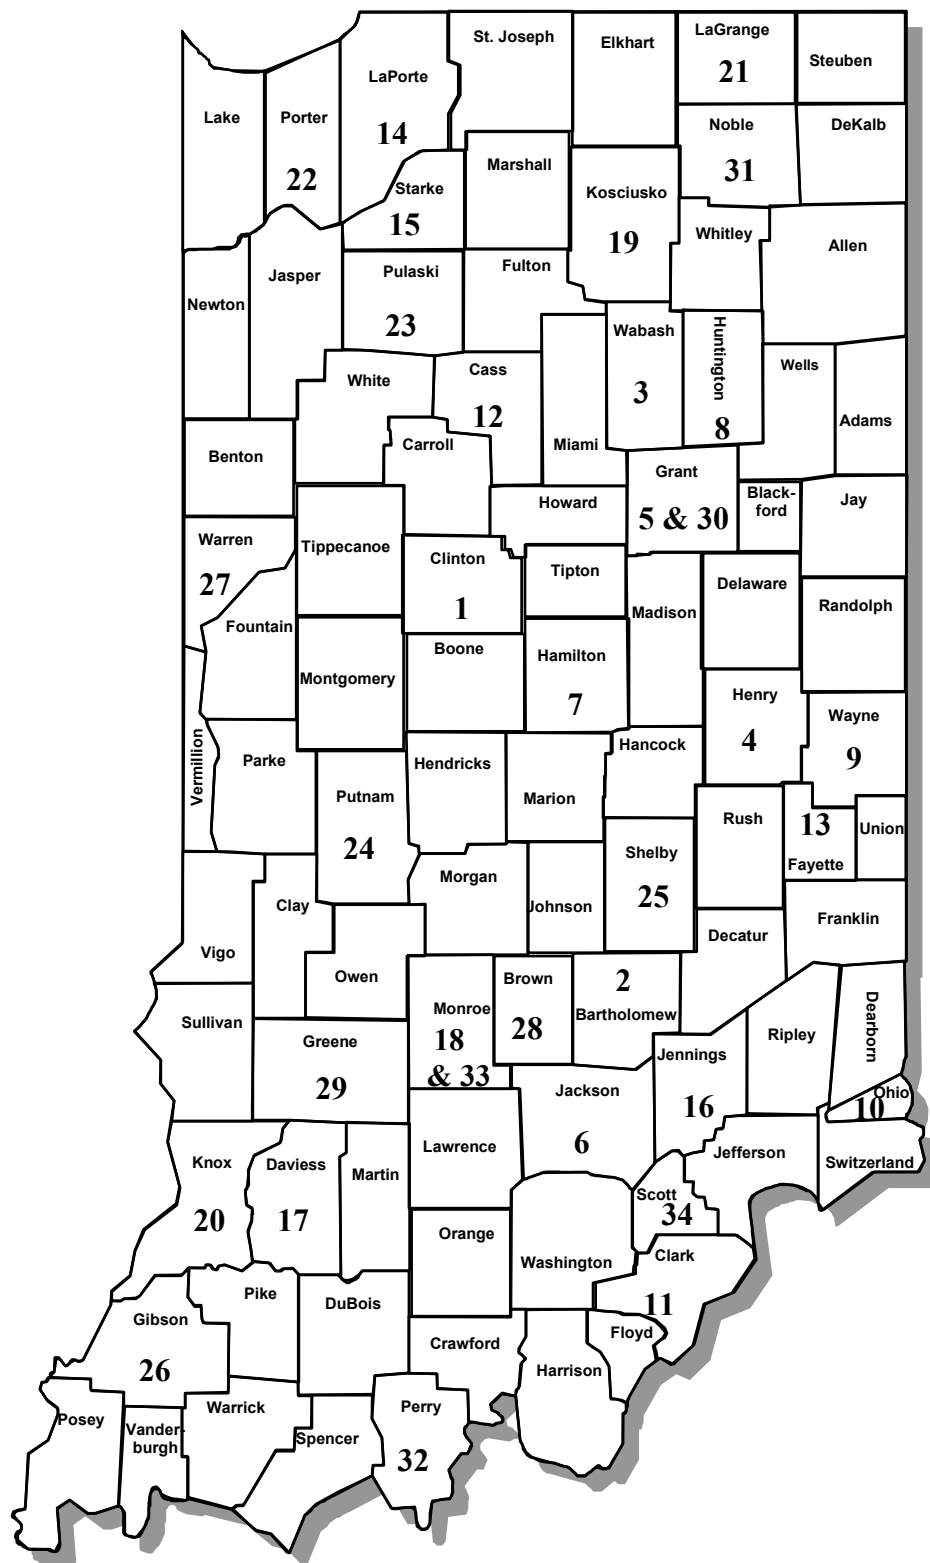 St. Joseph
Elkhart
LaGrange
21
Steuben
LaPorte
14
Lake
Porter
22
Noble
31
DeKalb
Marshall
Starke
15
Kosciusko
19
Whitley
Allen
Jasper
Pulaski
23
Fulton
Newton
Wabash
3
Huntington
8
Wells
White
Cass
12
Adams
Carroll
Miami
Benton
Grant
5 & 30
Black-
ford
Jay
Howard
Warren
27
Tippecanoe
Clinton
1
Tipton
Delaware
Madison
Randolph
Fountain
Boone
Hamilton
7
Montgomery
Henry
4
Wayne
9
Vermillion
Parke
Hendricks
Hancock
Putnam
24
Marion
Rush
13
Fayette
Union
Shelby
25
Morgan
Clay
Johnson
Franklin
Decatur
Vigo
Owen
Brown
28
2
Bartholomew
Monroe
18
& 33
Sullivan
Greene
29
Ripley
Dearborn
Jennings
16
Jackson
6
Ohio
10
Lawrence
Knox
20
Daviess
17
Martin
Jefferson
Switzerland
Scott
34
Orange
Washington
Clark
11
Pike
DuBois
Gibson
26
Floyd
Crawford
Harrison
Posey
Vander-
burgh
Warrick
Spencer
Perry
32